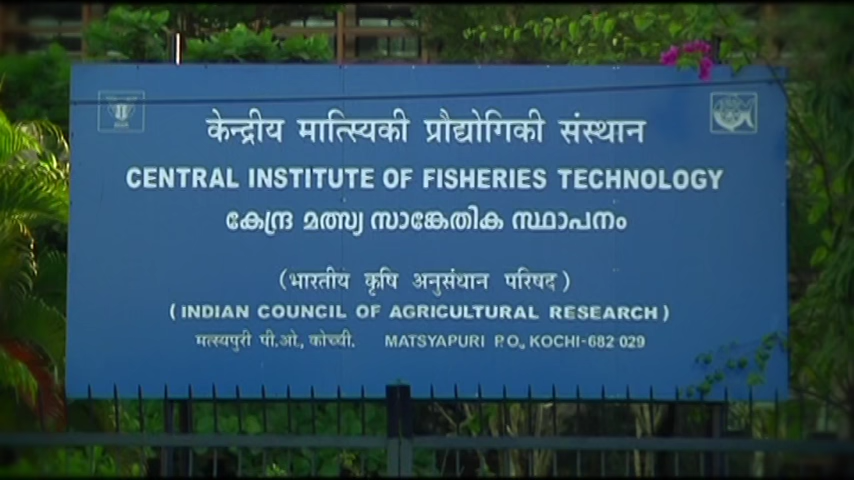 केन्द्रीय मात्स्यिकी प्रौद्योगिकी संस्थान
CENTRAL INSTITUTE OF FISHERIES TECHNOLOGY
കേന്ദ്ര മത്സ്യ സാങ്കേതിക സ്ഥാപനം
(भारतीय कृषि अनुसंधान परिषद)
(INDIAN COUNCIL OF AGRICULTURAL RESEARCH)
मत्स्यपुरी पी.ओ., कोच्ची. MATSYAPURI P.O., KOCHI-682 029